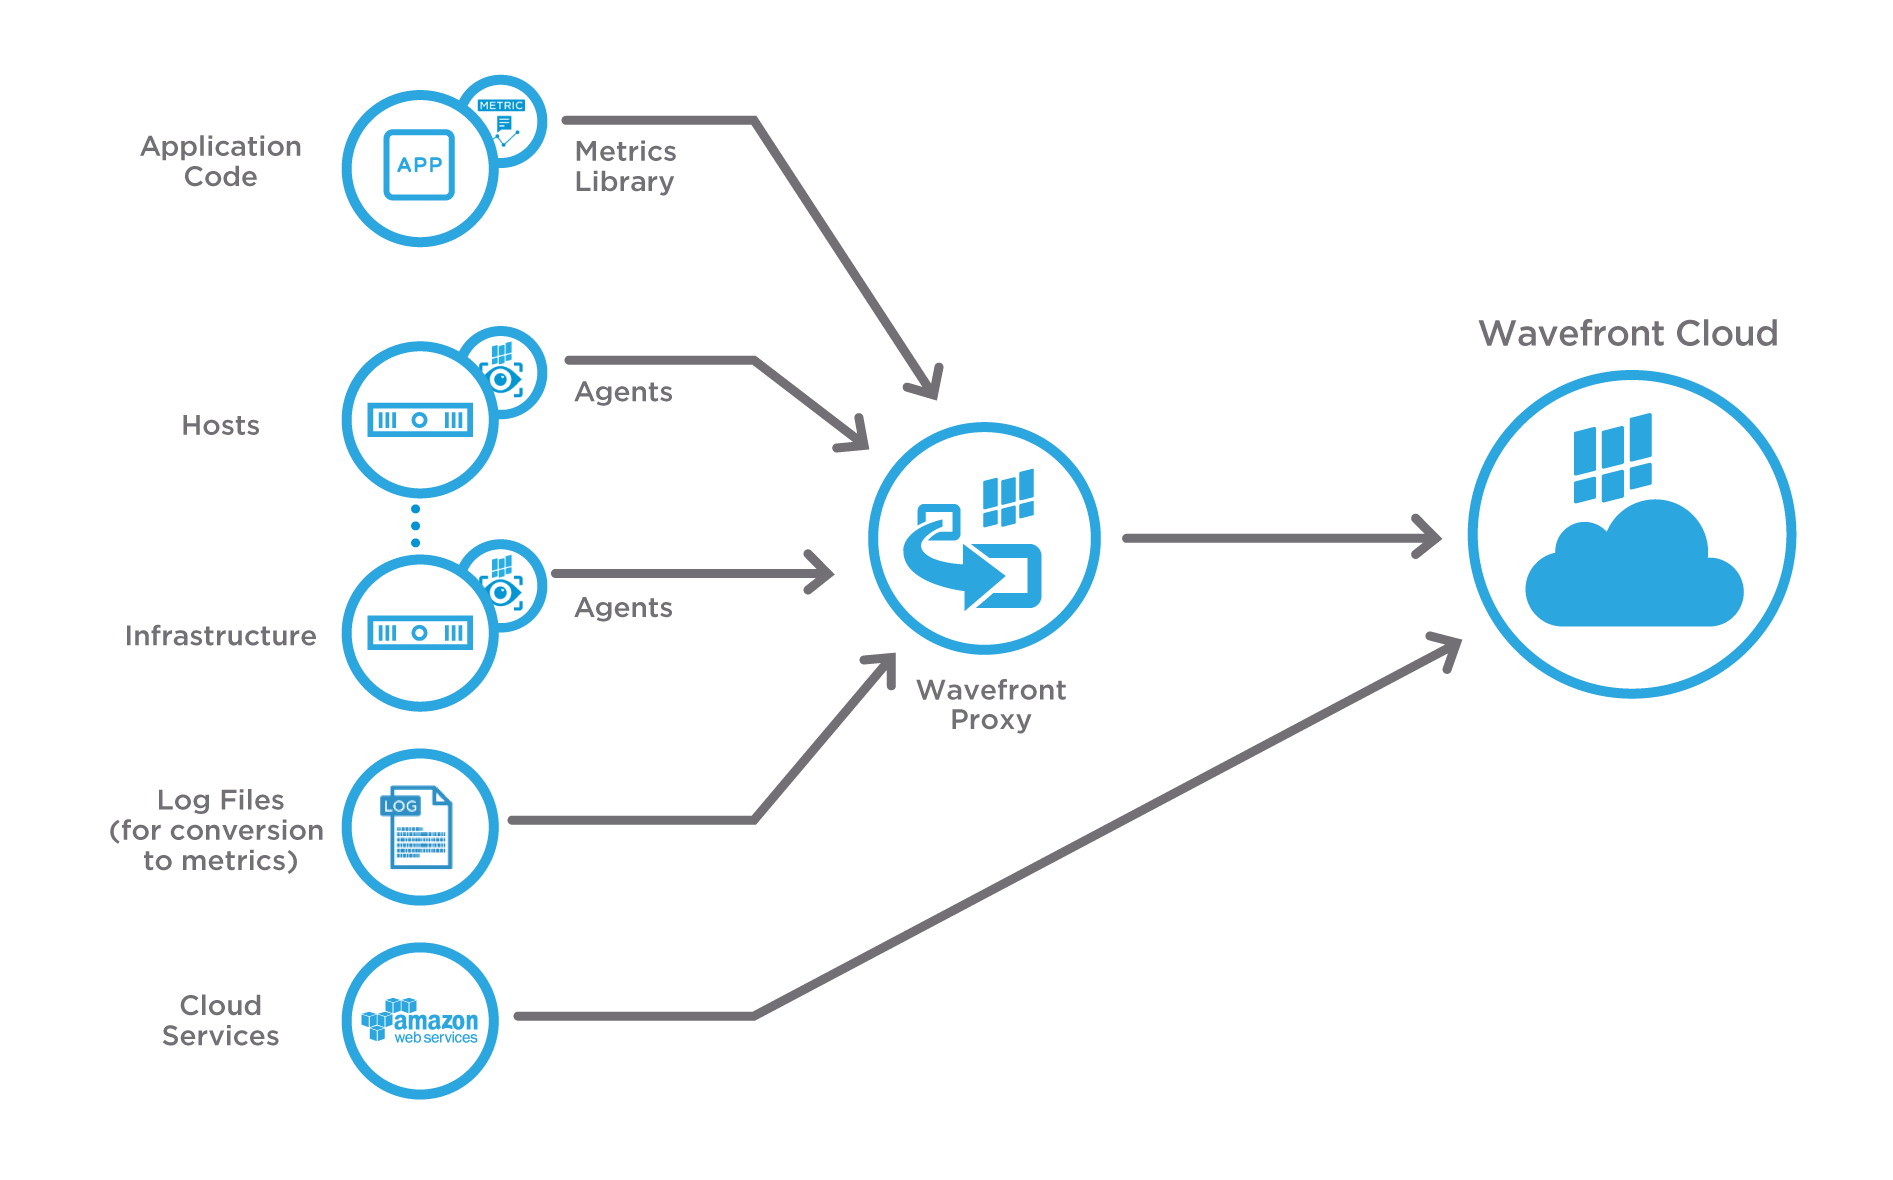 Application
Code
APP
METRIC
Metrics
Library
Hosts
Agents
Infrastructure
Agents
Log Files
(for conversion
to metrics)
LOG
Cloud
Services
amazon
web services
Wavefront
Proxy
Wavefront Cloud